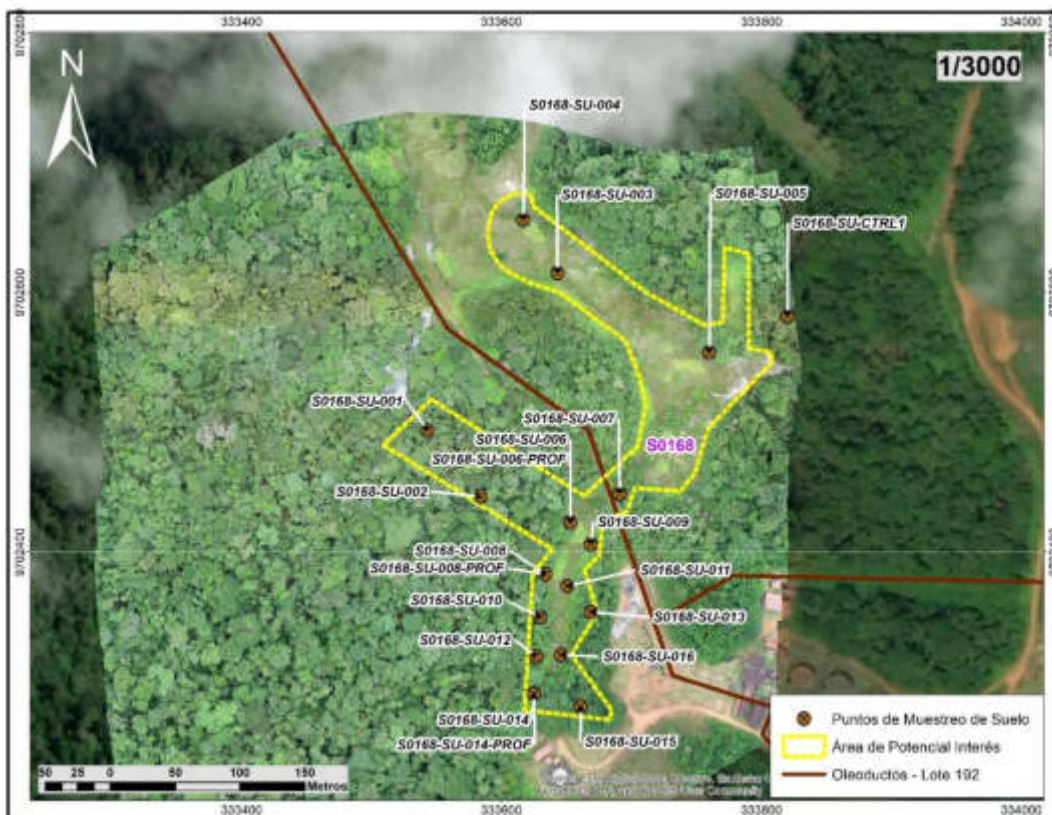 333400 333600 333800 334000
9702800
1/3000
N
S0168-SU-004
S0168-SU-003
S0168-SU-005
S0168-SU-CTRL1
9702600
S0168-SU-001
S0168-SU-007
S0168-SU-006
S0168
S0168-SU-006-PROF
S0168-SU-002
S0168-SU-009
9702400
S0168-SU-008
S0168-SU-008-PROF
S0168-SU-011
S0168-SU-010
S0168-SU-013
S0168-SU-012
S0168-SU-016
S0168-SU-014
S0168-SU-014-PROF
S0168-SU-015
Puntos de Muestreo de Suelo
Área de Potencial Interés
Oleoductos - Lote 192
50 25 0 50 100 150
Metros
333400 333600 333800 334000